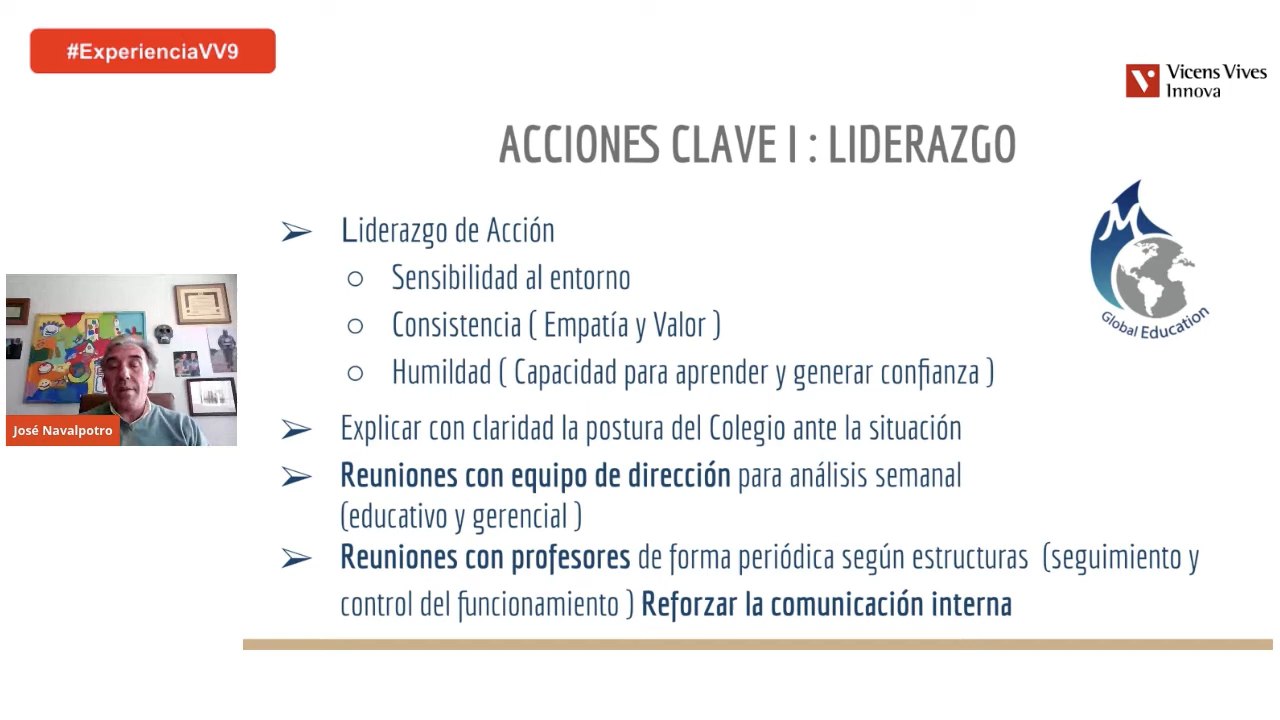 #ExperienciaVV9
Vicens Vives
Innova
ACCIONES CLAVE I : LIDERAZGO
M
Global Education
➢ Liderazgo de Acción
○ Sensibilidad al entorno
○ Consistencia ( Empatía y Valor )
○ Humildad ( Capacidad para aprender y generar confianza )
➢ Explicar con claridad la postura del Colegio ante la situación
➢ Reuniones con equipo de dirección para análisis semanal
(educativo y gerencial )
➢ Reuniones con profesores de forma periódica según estructuras (seguimiento y
control del funcionamiento ) Reforzar la comunicación interna
José Navalpotro